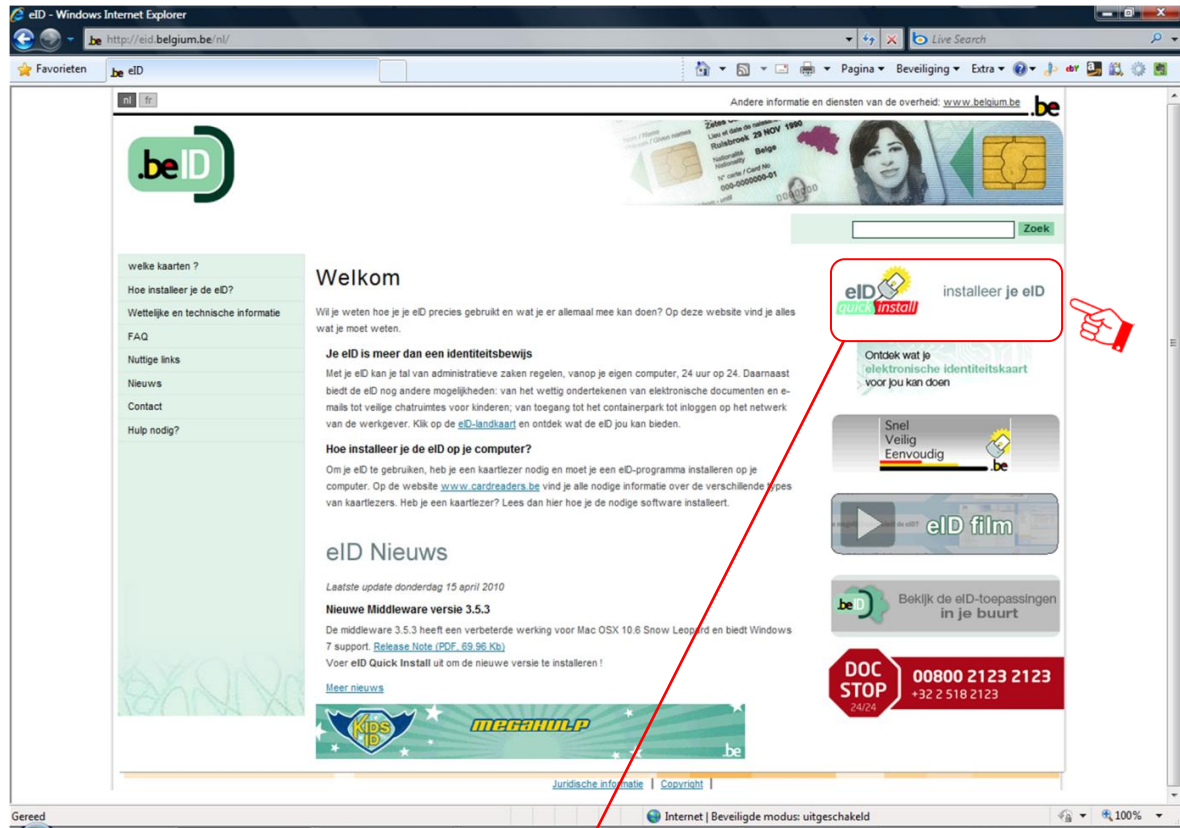 eID - Windows Internet Explorer
http://eid.belgium.be/nl/
Live Search
Favorieten
.be eID
Pagina
Beveiliging
Extra
nl fr
Andere informatie en diensten van de overheid: www.belgium.be
.be
.beID
Ruisbroek 29 NOV 1990
Nationalité Belge
Nationality
N° carte / Card No
000-0000000-01
Zoek
welke kaarten ?
Hoe installeer je de eID?
Wettelijke en technische informatie
FAQ
Nuttige links
Nieuws
Contact
Hulp nodig?
Welkom
Wil je weten hoe je je eID precies gebruikt en wat je er allemaal mee kan doen? Op deze website vind je alles
wat je moet weten.
Je eID is meer dan een identiteitsbewijs
Met je eID kan je tal van administratieve zaken regelen, vanop je eigen computer, 24 uur op 24. Daarnaast
biedt de eID nog andere mogelijkheden: van het wettig ondertekenen van elektronische documenten en e-
mails tot veilige chatruimtes voor kinderen; van toegang tot het containerpark tot inloggen op het netwerk
van de werkgever. Klik op de eID-landkaart en ontdek wat de eID jou kan bieden.
Hoe installeer je de eID op je computer?
Om je eID te gebruiken, heb je een kaartlezer nodig en moet je een eID-programma installeren op je
computer. Op de website www.cardreaders.be vind je alle nodige informatie over de verschillende types
van kaartlezers. Heb je een kaartlezer? Lees dan hier hoe je de nodige software installeert.
eID Nieuws
Laatste update donderdag 15 april 2010
Nieuwe Middleware versie 3.5.3
De middleware 3.5.3 heeft een verbeterde werking voor Mac OSX 10.6 Snow Leopard en biedt Windows
7 support. Release Note (PDF, 69.96 Kb)
Voer eID Quick Install uit om de nieuwe versie te installeren !
Meer nieuws
KIDS ID
MEGAHULP
.be
eID
quick install
installeer je eID
Ontdek wat je
elektronische identiteitskaart
voor jou kan doen
Snel
Veilig
Eenvoudig
.be
eID film
.beID
Bekijk de eID-toepassingen
in je buurt
DOC
STOP
24/24
00800 2123 2123
+32 2 518 2123
Juridische informatie | Copyright |
Gereed
Internet | Beveiligde modus: uitgeschakeld
100%